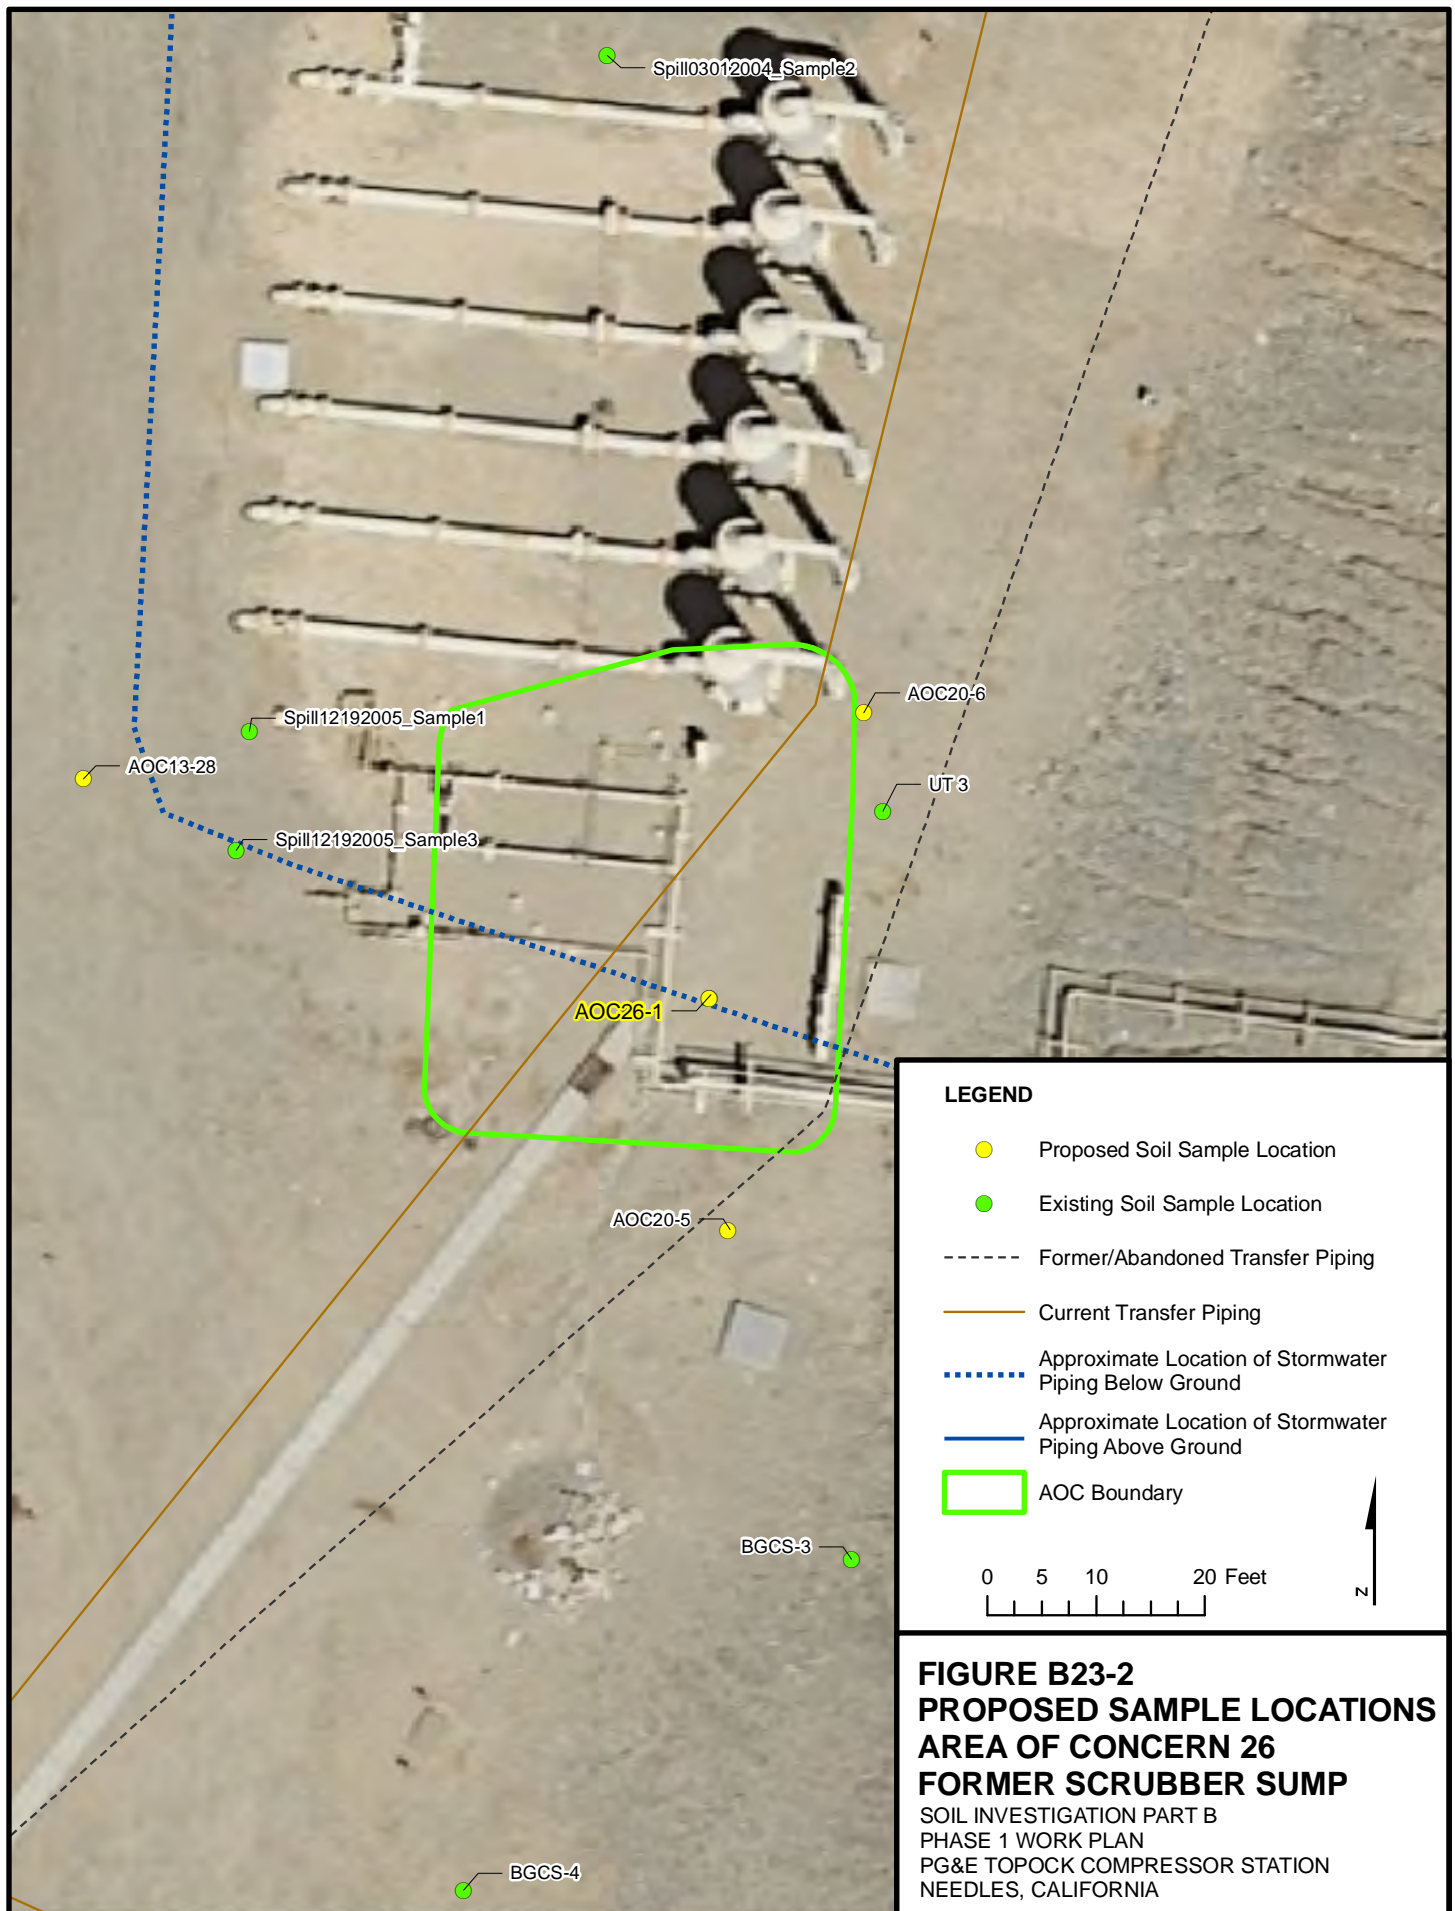 Spill03012004_Sample2
AOC20-6
Spill12192005_Sample1
AOC13-28
UT 3
Spill12192005_Sample3
AOC26-1
AOC20-5
BGCS-3
BGCS-4
LEGEND
Proposed Soil Sample Location
Existing Soil Sample Location
Former/Abandoned Transfer Piping
Current Transfer Piping
Approximate Location of Stormwater
Piping Below Ground
Approximate Location of Stormwater
Piping Above Ground
AOC Boundary
0 5 10 20 Feet
N
FIGURE B23-2
PROPOSED SAMPLE LOCATIONS
AREA OF CONCERN 26
FORMER SCRUBBER SUMP
SOIL INVESTIGATION PART B
PHASE 1 WORK PLAN
PG&E TOPOCK COMPRESSOR STATION
NEEDLES, CALIFORNIA